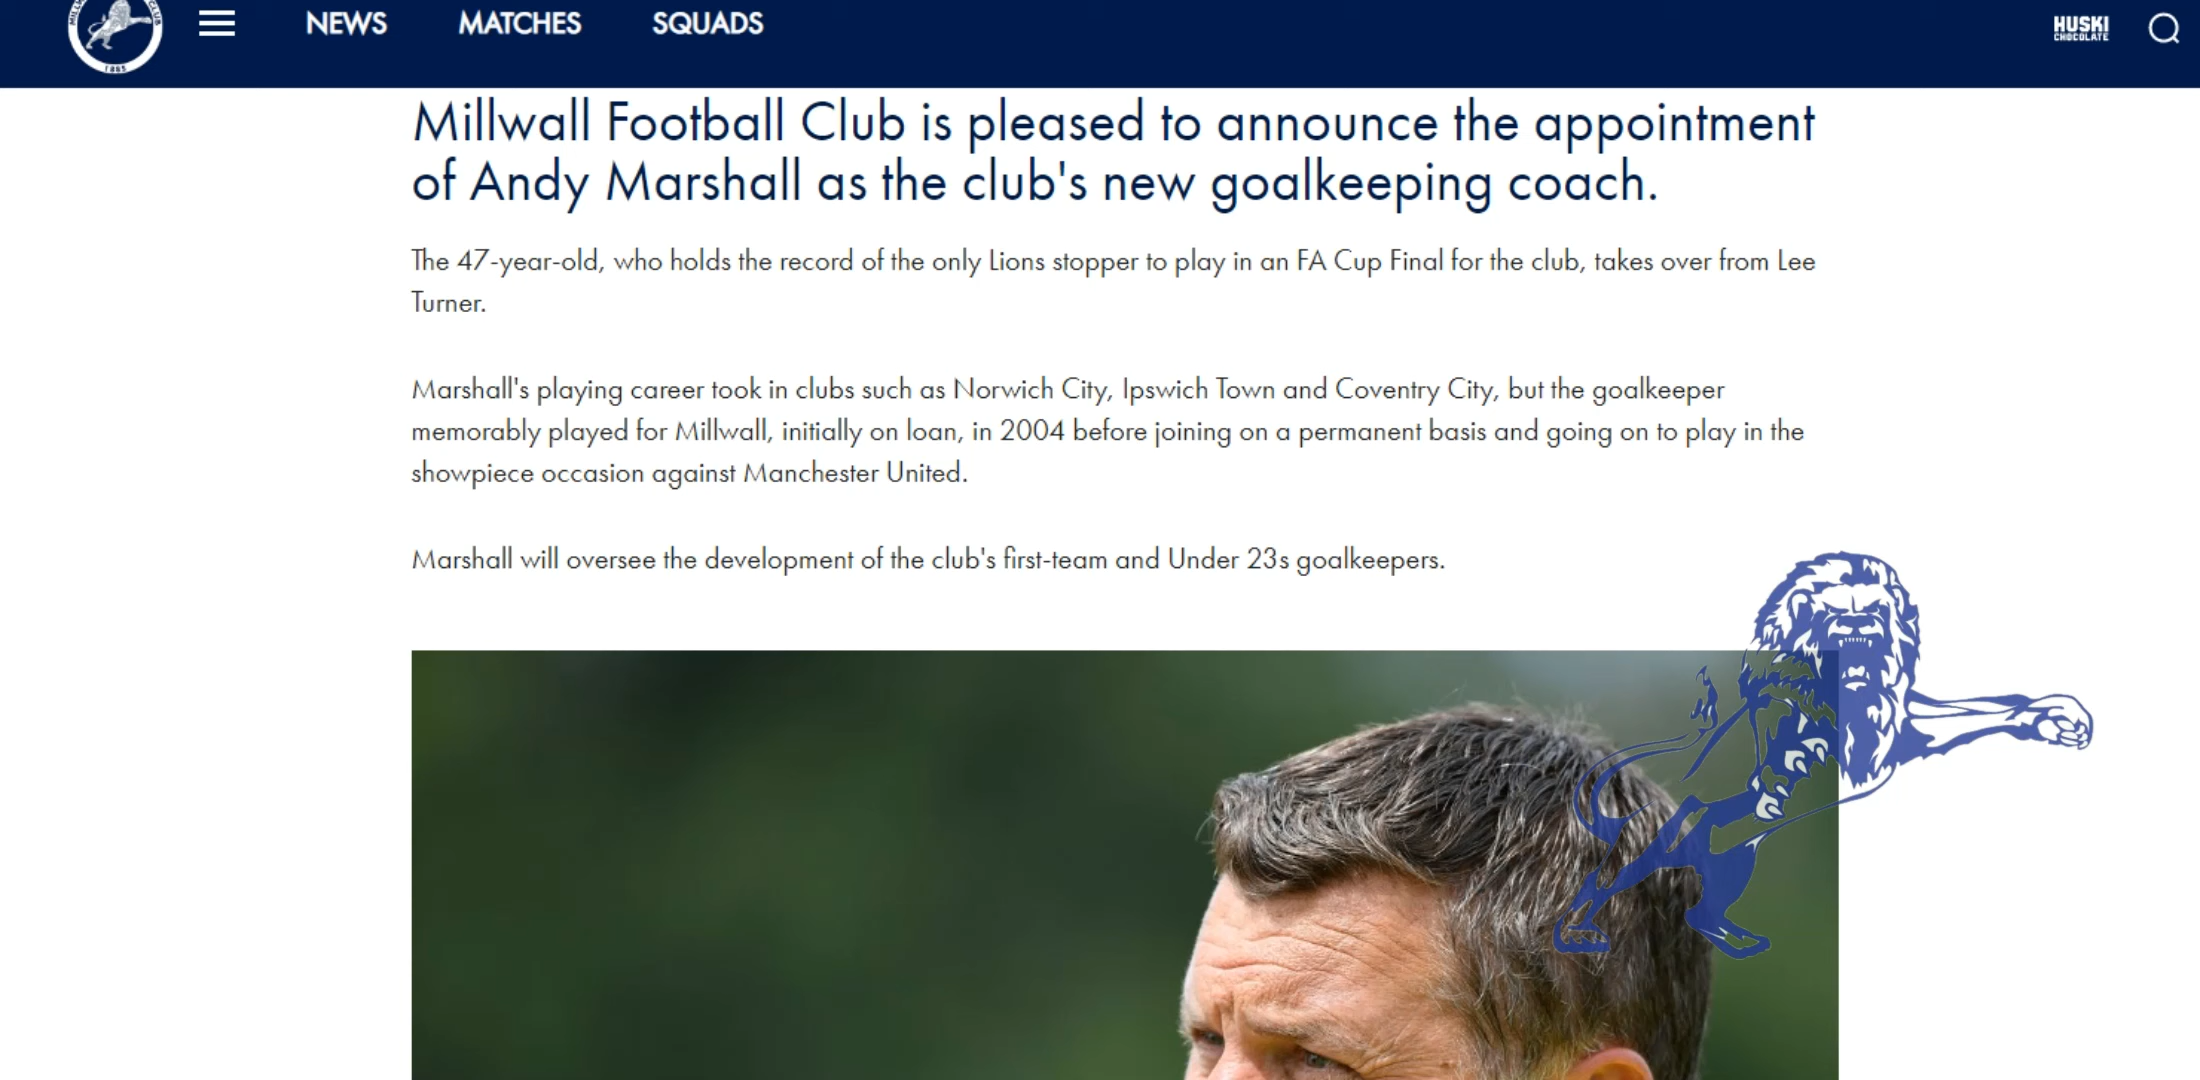 NEWS MATCHES SQUADS
HUSKI
CHOCOLATE
1885
Millwall Football Club is pleased to announce the appointment
of Andy Marshall as the club's new goalkeeping coach.
The 47-year-old, who holds the record of the only Lions stopper to play in an FA Cup Final for the club, takes over from Lee
Turner.
Marshall's playing career took in clubs such as Norwich City, Ipswich Town and Coventry City, but the goalkeeper
memorably played for Millwall, initially on loan, in 2004 before joining on a permanent basis and going on to play in the
showpiece occasion against Manchester United.
Marshall will oversee the development of the club's first-team and Under 23s goalkeepers.